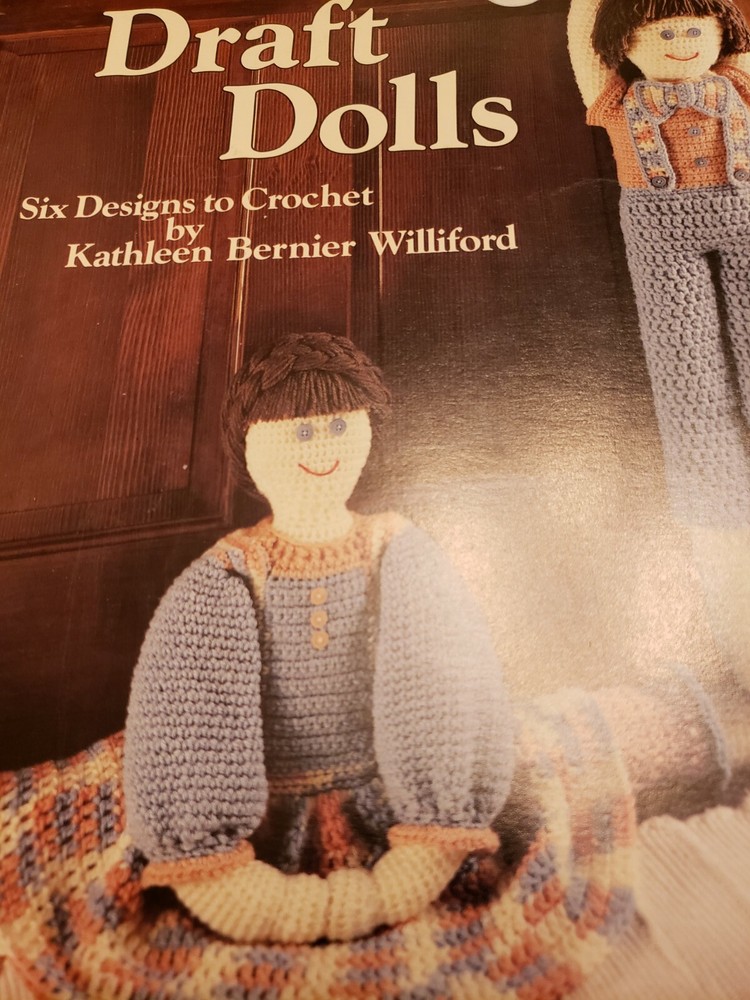 Draft
Dolls
Six Designs to Crochet
by
Kathleen Bernier Williford